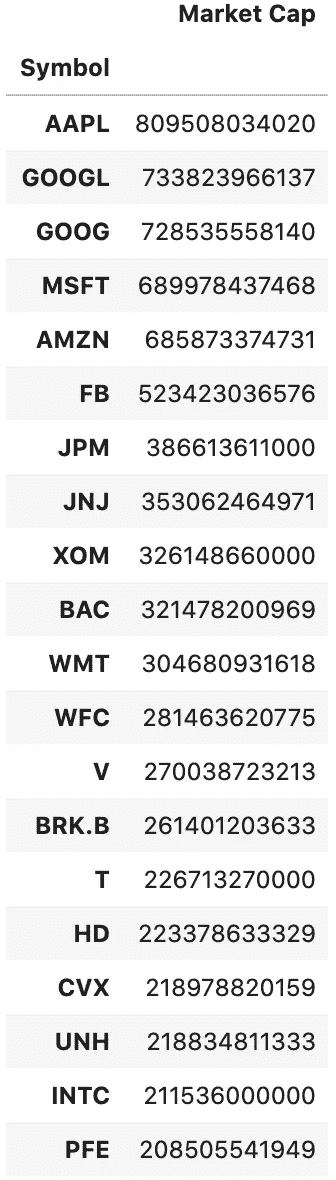 Market Cap
Symbol
AAPL 809508034020
GOOGL 733823966137
GOOG 728535558140
MSFT 689978437468
AMZN 685873374731
FB 523423036576
JPM 386613611000
JNJ 353062464971
XOM 326148660000
BAC 321478200969
WMT 304680931618
WFC 281463620775
V 270038723213
BRK.B 261401203633
T 226713270000
HD 223378633329
CVX 218978820159
UNH 218834811333
INTC 211536000000
PFE 208505541949